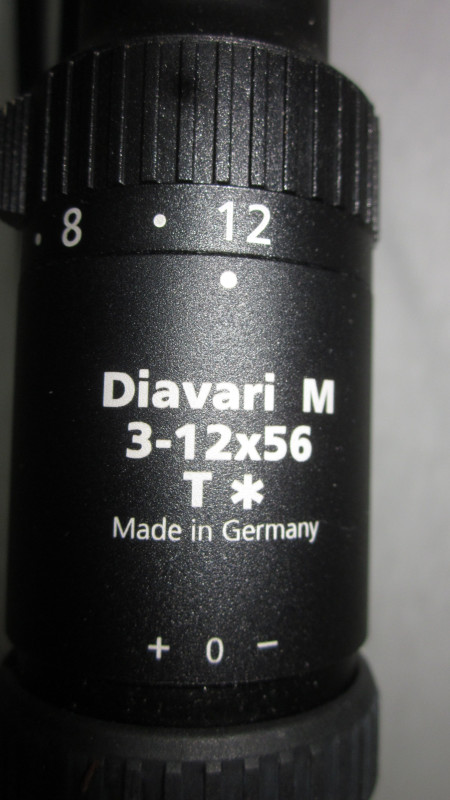 8 • 12
Diavari M
3-12x56
T *
Made in Germany
+ 0 −